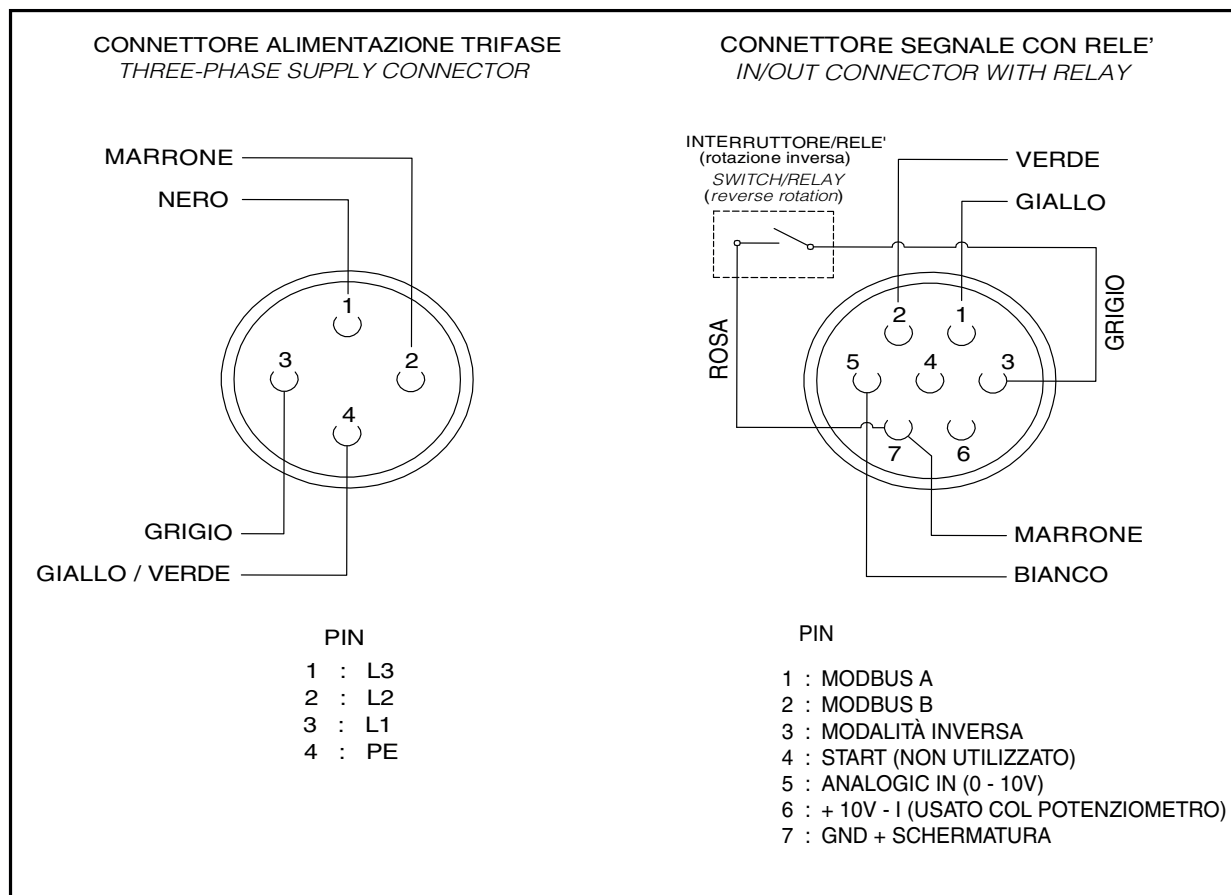 CONNETTORE ALIMENTAZIONE TRIFASE
THREE-PHASE SUPPLY CONNECTOR
MARRONE
NERO
1
3
2
4
GRIGIO
GIALLO / VERDE
PIN
1 : L3
2 : L2
3 : L1
4 : PE
CONNETTORE SEGNALE CON RELE'
IN/OUT CONNECTOR WITH RELAY
INTERRUTTORE/RELE'
(rotazione inversa)
SWITCH/RELAY
(reverse rotation)
VERDE
GIALLO
ROSA
GRIGIO
2
1
5
4
3
7
6
MARRONE
BIANCO
PIN
1 : MODBUS A
2 : MODBUS B
3 : MODALITÀ INVERSA
4 : START (NON UTILIZZATO)
5 : ANALOGIC IN (0 - 10V)
6 : + 10V - I (USATO COL POTENZIOMETRO)
7 : GND + SCHERMATURA